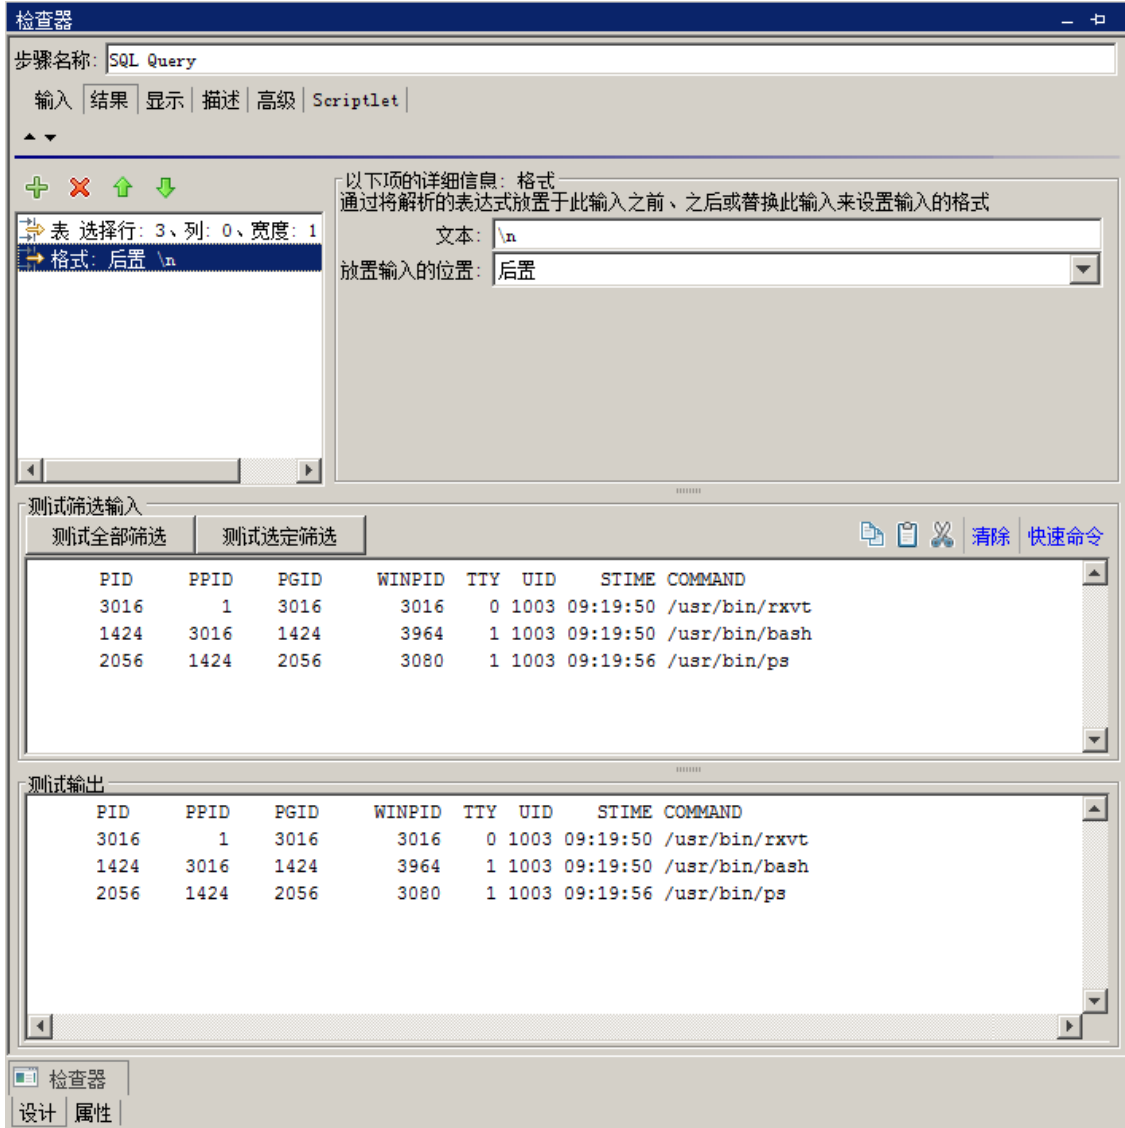 检查器
步骤名称: SQL Query
输入 结果 显示 描述 高级 Scriptlet
以下项的详细信息: 格式
通过将解析的表达式放置于此输入之前、之后或替换此输入来设置输入的格式
表 选择行: 3、列: 0、宽度: 1
文本: \n
格式: 后置 \n
放置输入的位置: 后置
测试筛选输入
测试全部筛选 测试选定筛选 清除 快速命令
PID PPID PGID WINPID TTY UID STIME COMMAND
3016 1 3016 3016 0 1003 09:19:50 /usr/bin/rxvt
1424 3016 1424 3964 1 1003 09:19:50 /usr/bin/bash
2056 1424 2056 3080 1 1003 09:19:56 /usr/bin/ps
测试输出
PID PPID PGID WINPID TTY UID STIME COMMAND
3016 1 3016 3016 0 1003 09:19:50 /usr/bin/rxvt
1424 3016 1424 3964 1 1003 09:19:50 /usr/bin/bash
2056 1424 2056 3080 1 1003 09:19:56 /usr/bin/ps
检查器
设计 属性